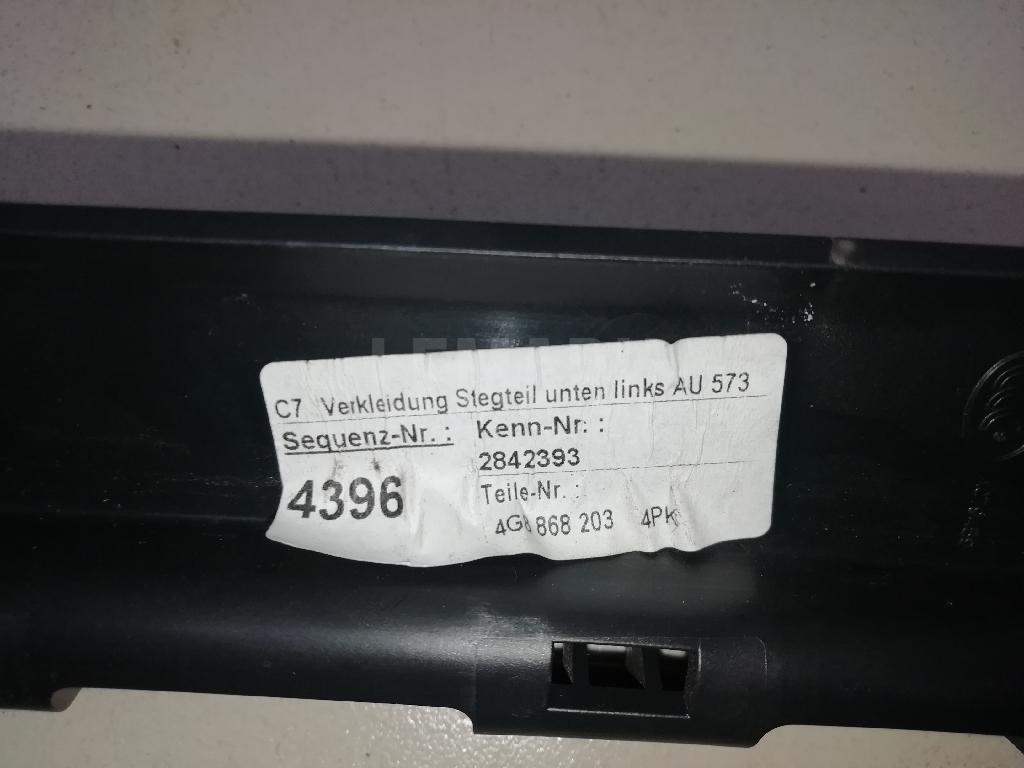 C7 Verkleidung Stegteil unten links AU 573
Sequenz-Nr. : Kenn-Nr. :
2842393
4396 Teile-Nr. :
868 203 4PK